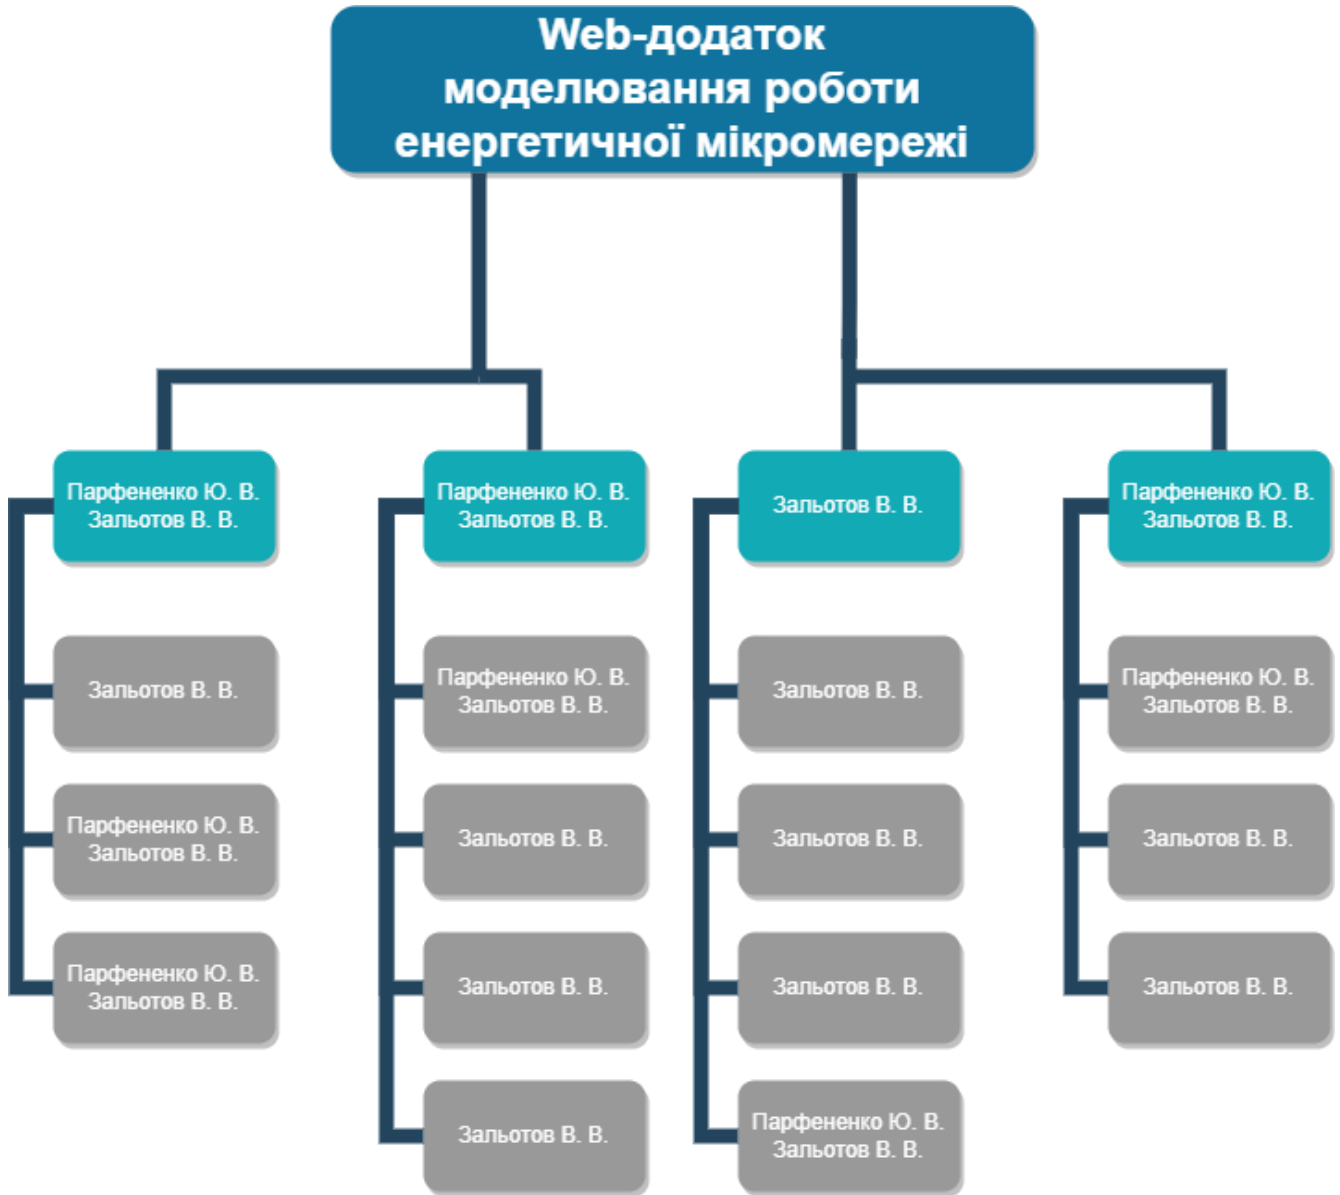 Web-додаток
моделювання роботи
енергетичної мікромережі
Парфененко Ю. В.
Зальотов В. В.
Парфененко Ю. В.
Зальотов В. В.
Зальотов В. В.
Парфененко Ю. В.
Зальотов В. В.
Зальотов В. В.
Парфененко Ю. В.
Зальотов В. В.
Зальотов В. В.
Парфененко Ю. В.
Зальотов В. В.
Парфененко Ю. В.
Зальотов В. В.
Зальотов В. В.
Зальотов В. В.
Зальотов В. В.
Парфененко Ю. В.
Зальотов В. В.
Зальотов В. В.
Зальотов В. В.
Зальотов В. В.
Зальотов В. В.
Парфененко Ю. В.
Зальотов В. В.